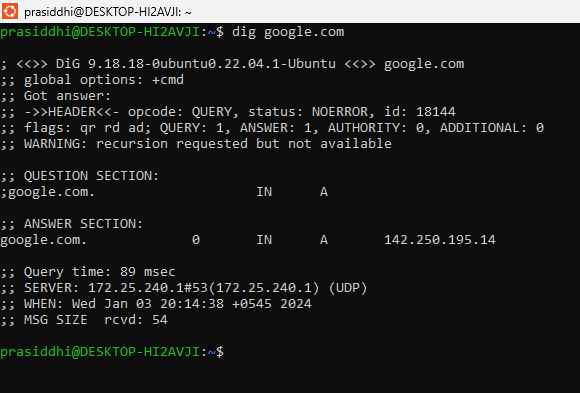 prasiddhi@DESKTOP-HI2AVJI: ~
prasiddhi@DESKTOP-HI2AVJI:~$ dig google.com
; <<>> DiG 9.18.18-0ubuntu0.22.04.1-Ubuntu <<>> google.com
;; global options: +cmd
;; Got answer:
;; ->>HEADER<<- opcode: QUERY, status: NOERROR, id: 18144
;; flags: qr rd ad; QUERY: 1, ANSWER: 1, AUTHORITY: 0, ADDITIONAL: 0
;; WARNING: recursion requested but not available
;; QUESTION SECTION:
;google.com. IN A
;; ANSWER SECTION:
google.com. 0 IN A 142.250.195.14
;; Query time: 89 msec
;; SERVER: 172.25.240.1#53(172.25.240.1) (UDP)
;; WHEN: Wed Jan 03 20:14:38 +0545 2024
;; MSG SIZE rcvd: 54
prasiddhi@DESKTOP-HI2AVJI:~$